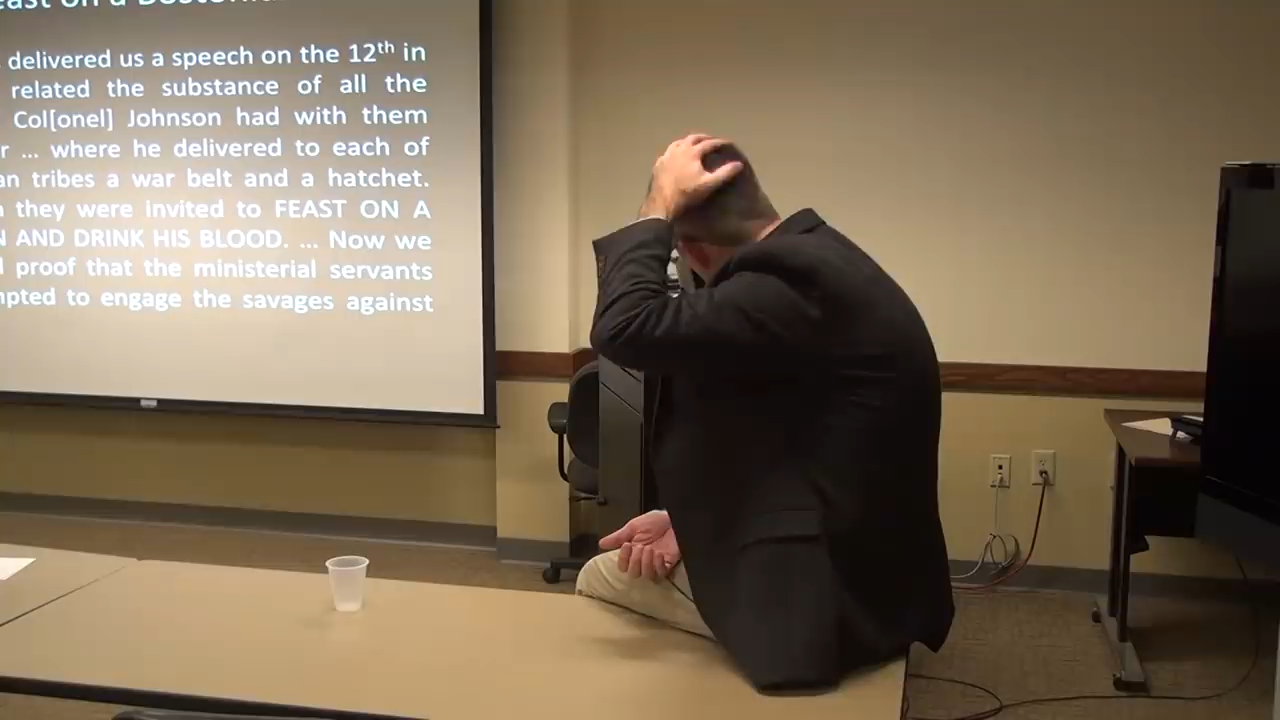 on a
delivered us a speech on the 12th in
related the substance of all the
Col[onel] Johnson had with them
... where he delivered to each of
tribes a war belt and a hatchet.
they were invited to FEAST ON A
AND DRINK HIS BLOOD. ... Now we
proof that the ministerial servants
to engage the savages against